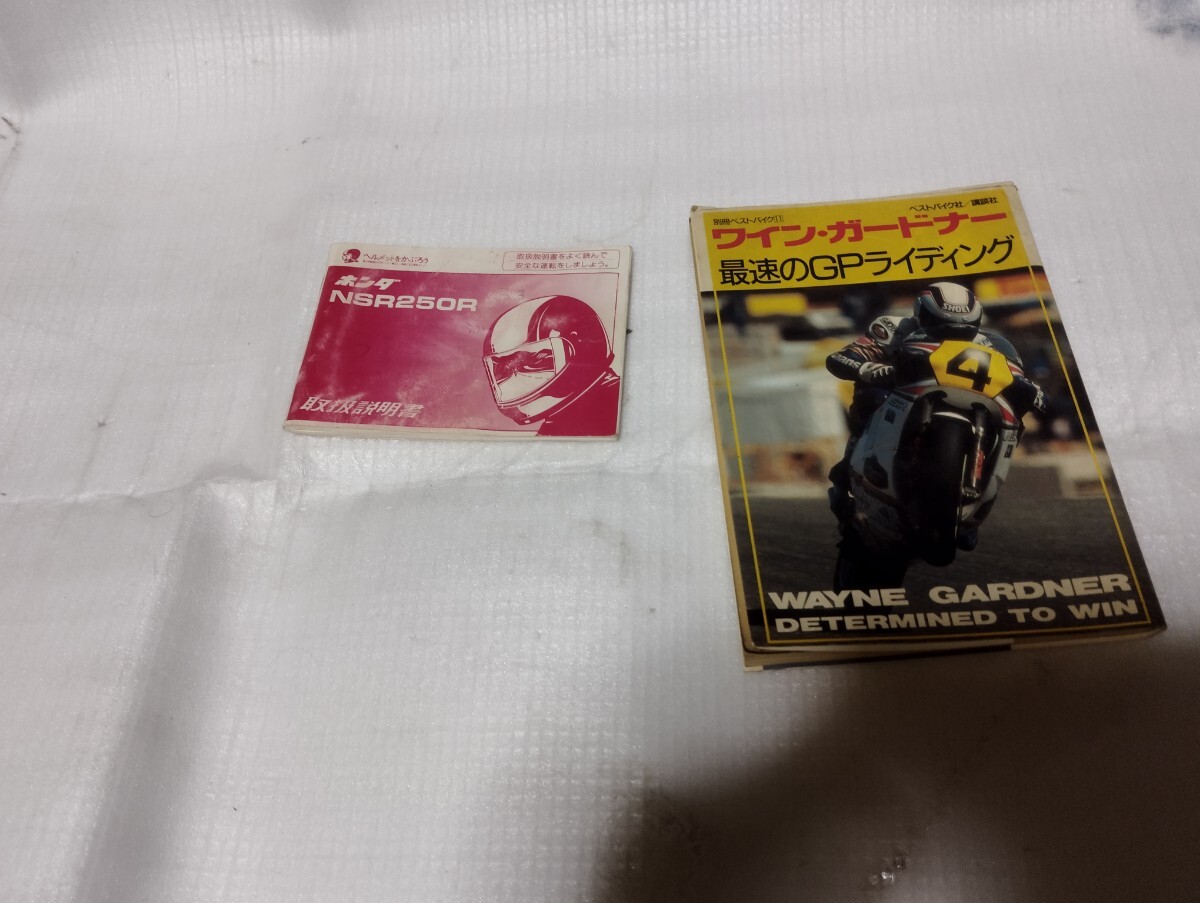 ヘルメットをかぶろう
取扱説明書をよく読んで
安全な運転をしましょう。
ホンダ
NSR250R
取扱説明書
ベストバイク社/講談社
別冊ベストバイク⑪
ワイン・ガードナー
最速のGPライディング
SHOEI
4
WAYNE GARDNER
DETERMINED TO WIN